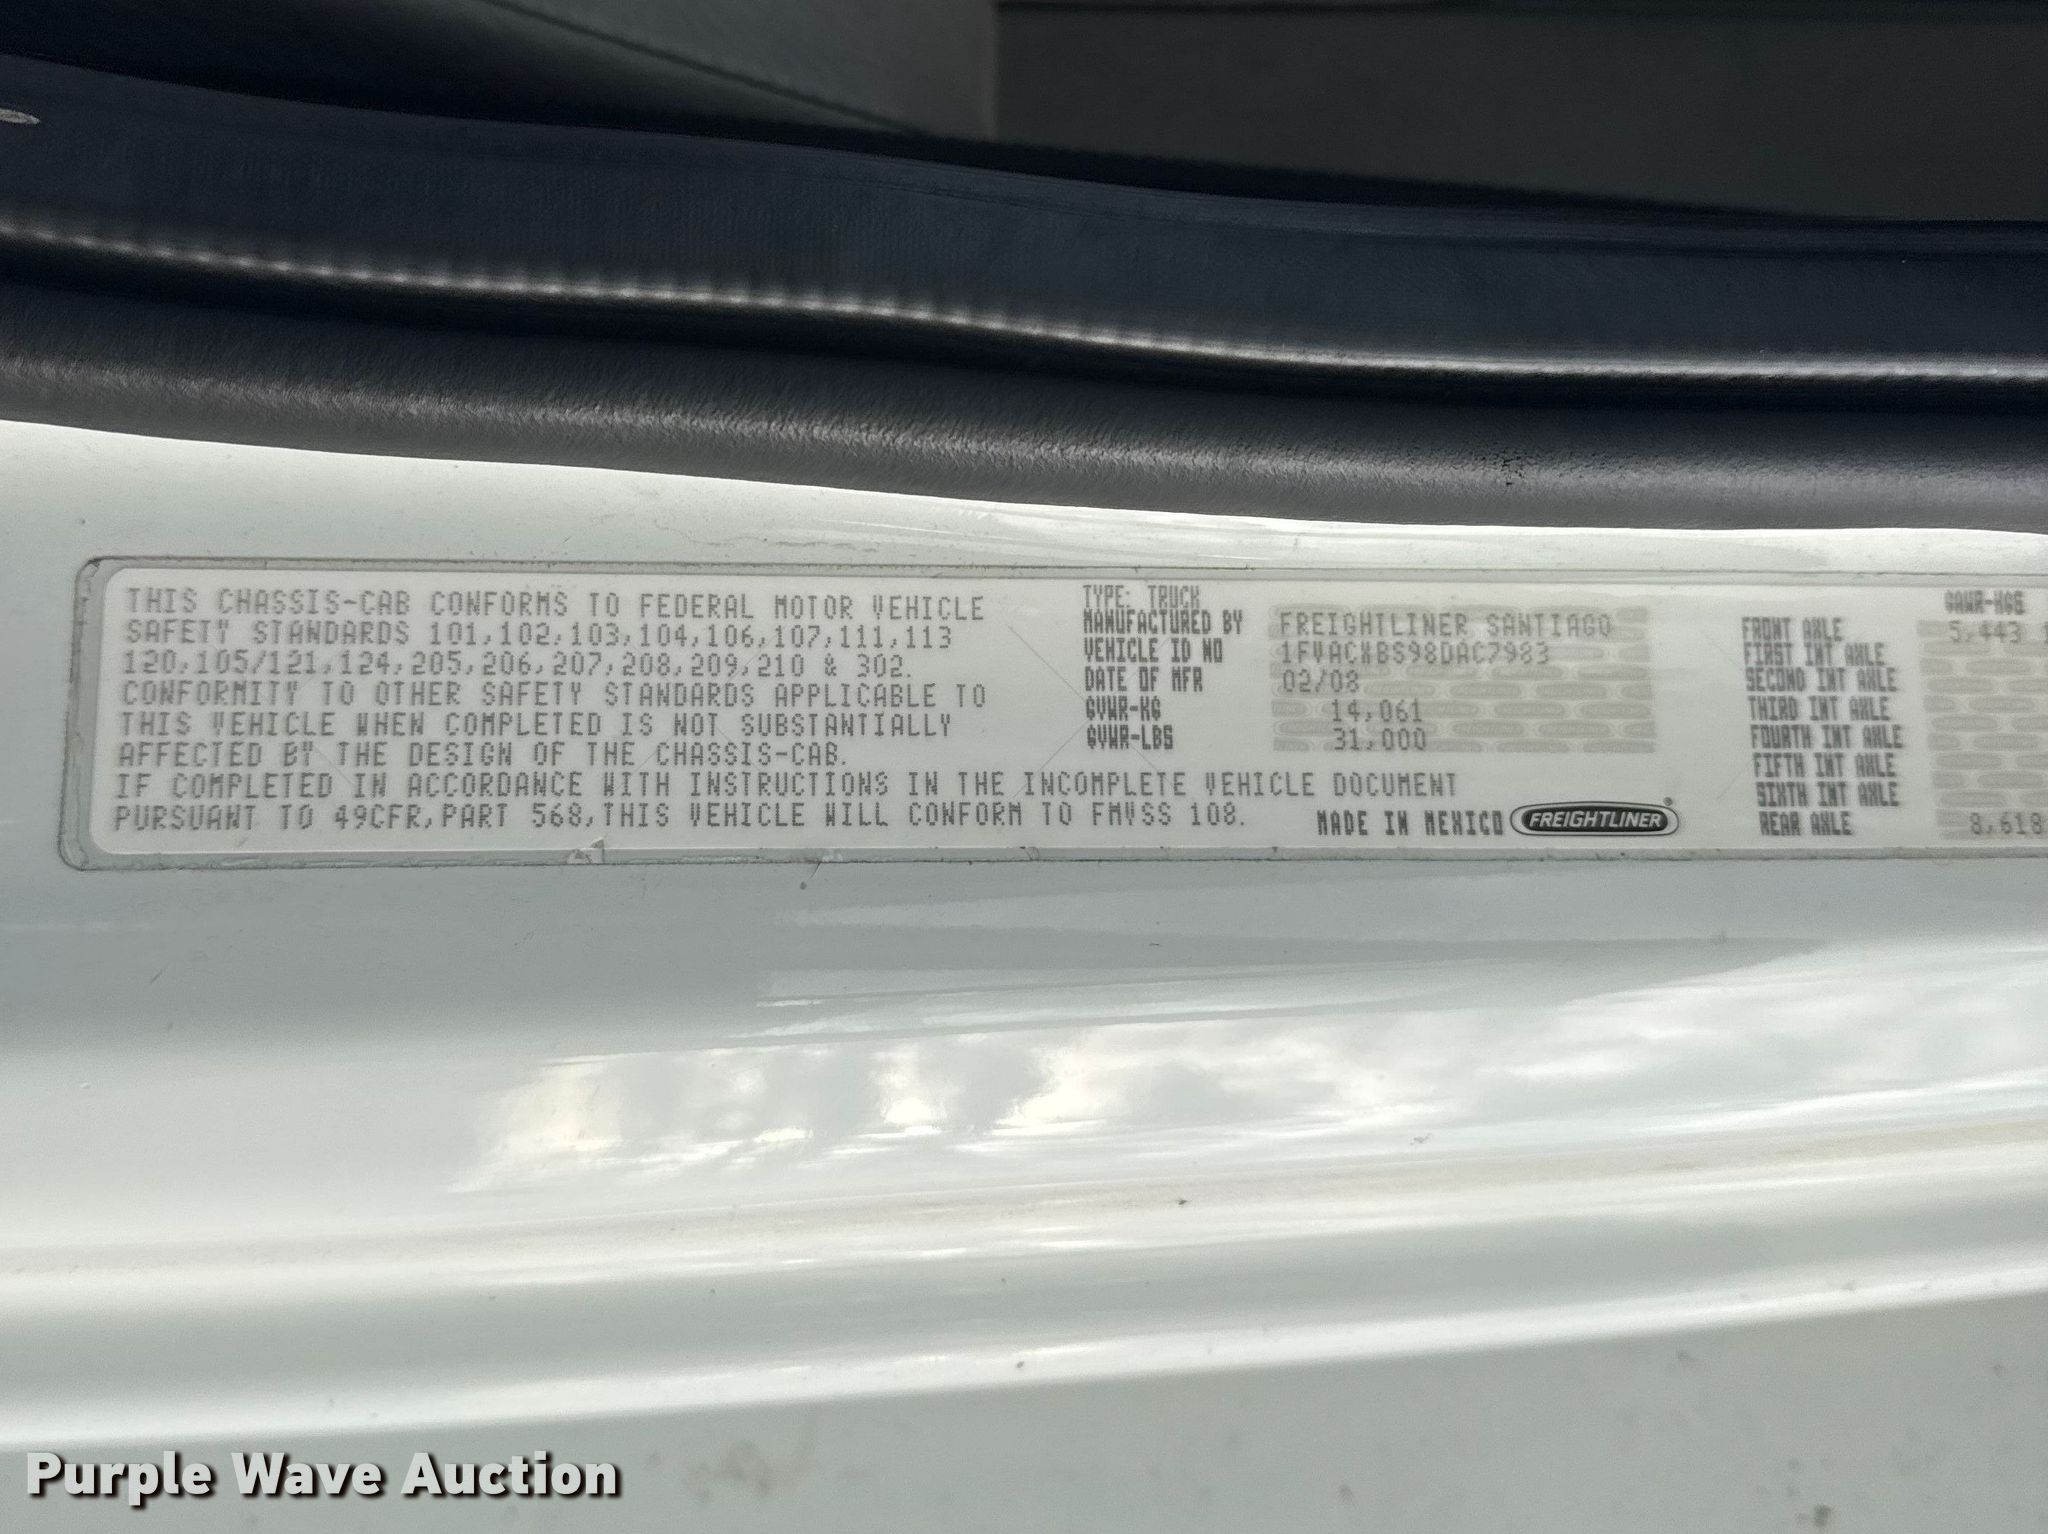 THIS CHASSIS-CAB CONFORMS TO FEDERAL MOTOR VEHICLE
SAFETY STANDARDS 101,102,103,104,106,107,111,113
120,105/121,124,205,206,207,208,209,210 & 302.
CONFORMITY TO OTHER SAFETY STANDARDS APPLICABLE TO
THIS VEHICLE WHEN COMPLETED IS NOT SUBSTANTIALLY
AFFECTED BY THE DESIGN OF THE CHASSIS-CAB.
IF COMPLETED IN ACCORDANCE WITH INSTRUCTIONS IN THE INCOMPLETE VEHICLE DOCUMENT
PURSUANT TO 49CFR,PART 568,THIS VEHICLE WILL CONFORM TO FMVSS 108.
TYPE: TRUCK
MANUFACTURED BY FREIGHTLINER SANTIAGO
VEHICLE ID NO 1FVACXBS98DAC7983
DATE OF MFR 02/08
GVWR-KG 14,061
GVWR-LBS 31,000
MADE IN MEXICO FREIGHTLINER®
GAWR-KGS
FRONT AXLE 5,443
FIRST INT AXLE
SECOND INT AXLE
THIRD INT AXLE
FOURTH INT AXLE
FIFTH INT AXLE
SIXTH INT AXLE
REAR AXLE 8,618
Purple Wave Auction